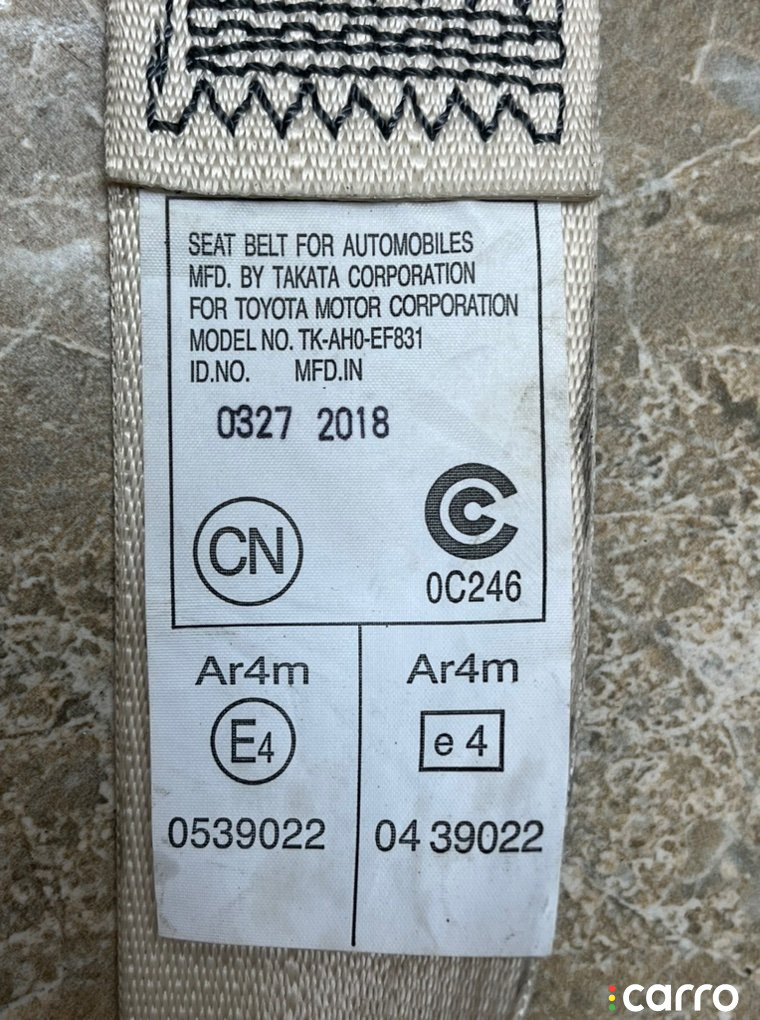 SEAT BELT FOR AUTOMOBILES
MFD. BY TAKATA CORPORATION
FOR TOYOTA MOTOR CORPORATION
MODEL NO. TK-AH0-EF831
ID.NO. MFD.IN
0327 2018
CN
0C246
Ar4m
E4
0539022
Ar4m
e 4
04 39022
carro